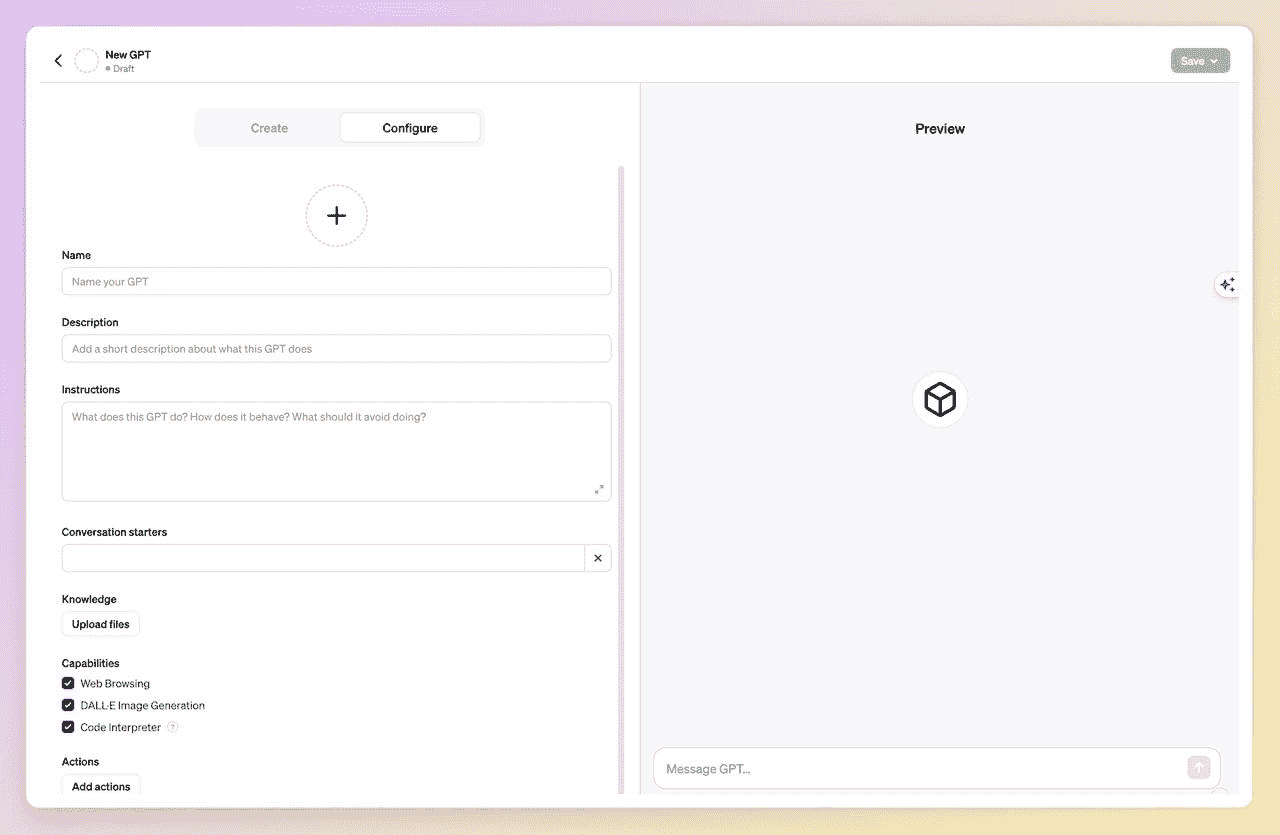 New GPT
Draft
Save
Create
Configure
Preview
Name
Name your GPT
Description
Add a short description about what this GPT does
Instructions
What does this GPT do? How does it behave? What should it avoid doing?
Conversation starters
Knowledge
Upload files
Capabilities
Web Browsing
DALL·E Image Generation
Code Interpreter ?
Actions
Add actions
Message GPT…